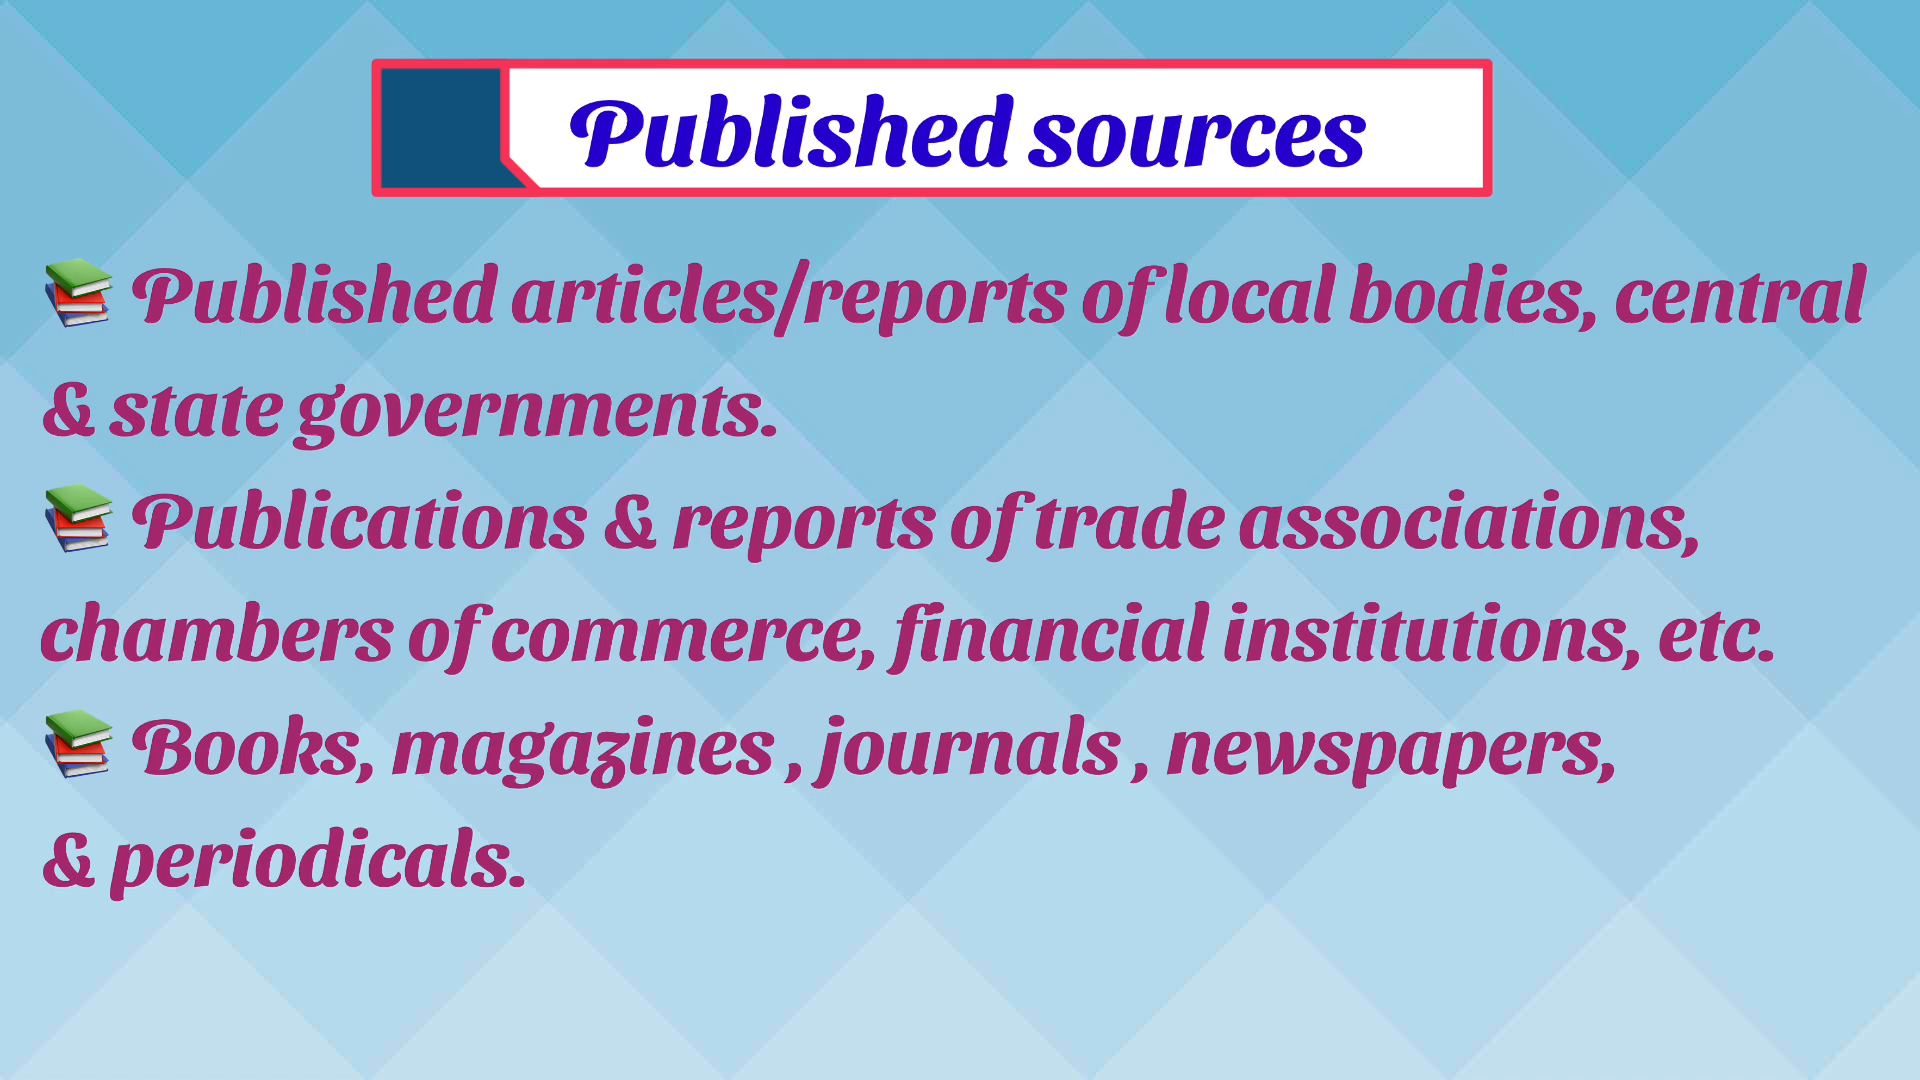 Published sources
📚 Published articles/reports of local bodies, central
& state governments.
📚 Publications & reports of trade associations,
chambers of commerce, financial institutions, etc.
📚 Books, magazines , journals , newspapers,
& periodicals.